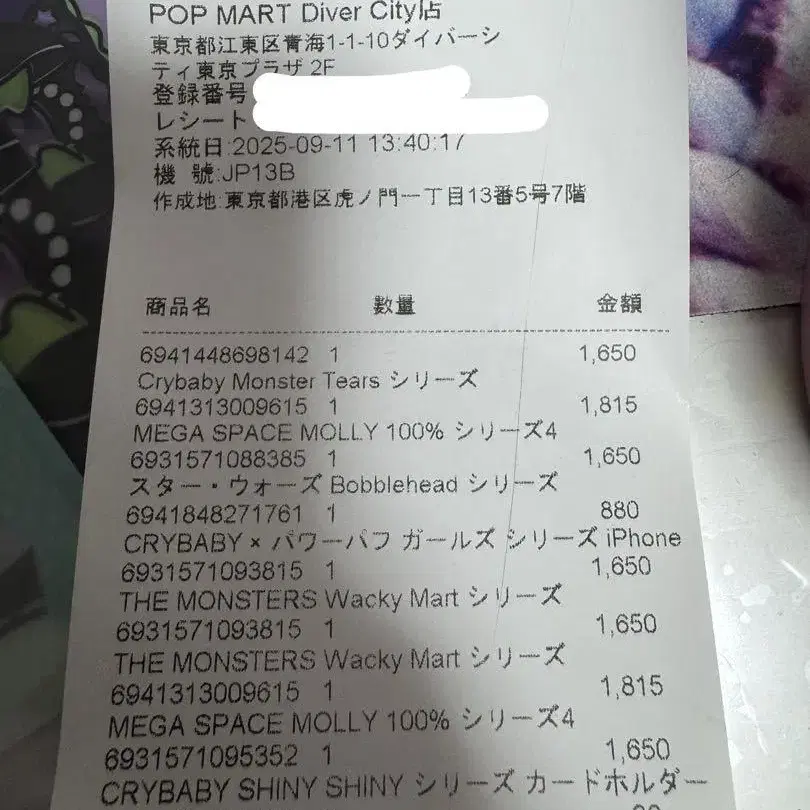 POP MART Diver City店
東京都江東区青海1-1-10ダイバーシ
ティ東京プラザ 2F
登録番号
レシート
系統日:2025-09-11 13:40:17
機 號:JP13B
作成地:東京都港区虎ノ門一丁目13番5号7階
商品名 數量 金額
6941448698142 1 1,650
Crybaby Monster Tears シリーズ
6941313009615 1 1,815
MEGA SPACE MOLLY 100% シリーズ4
6931571088385 1 1,650
スター・ウォーズ Bobblehead シリーズ
6941848271761 1 880
CRYBABY × パワーパフ ガールズ シリーズ iPhone
6931571093815 1 1,650
THE MONSTERS Wacky Mart シリーズ
6931571093815 1 1,650
THE MONSTERS Wacky Mart シリーズ
6941313009615 1 1,815
MEGA SPACE MOLLY 100% シリーズ4
6931571095352 1 1,650
CRYBABY SHINY SHINY シリーズ カードホルダー